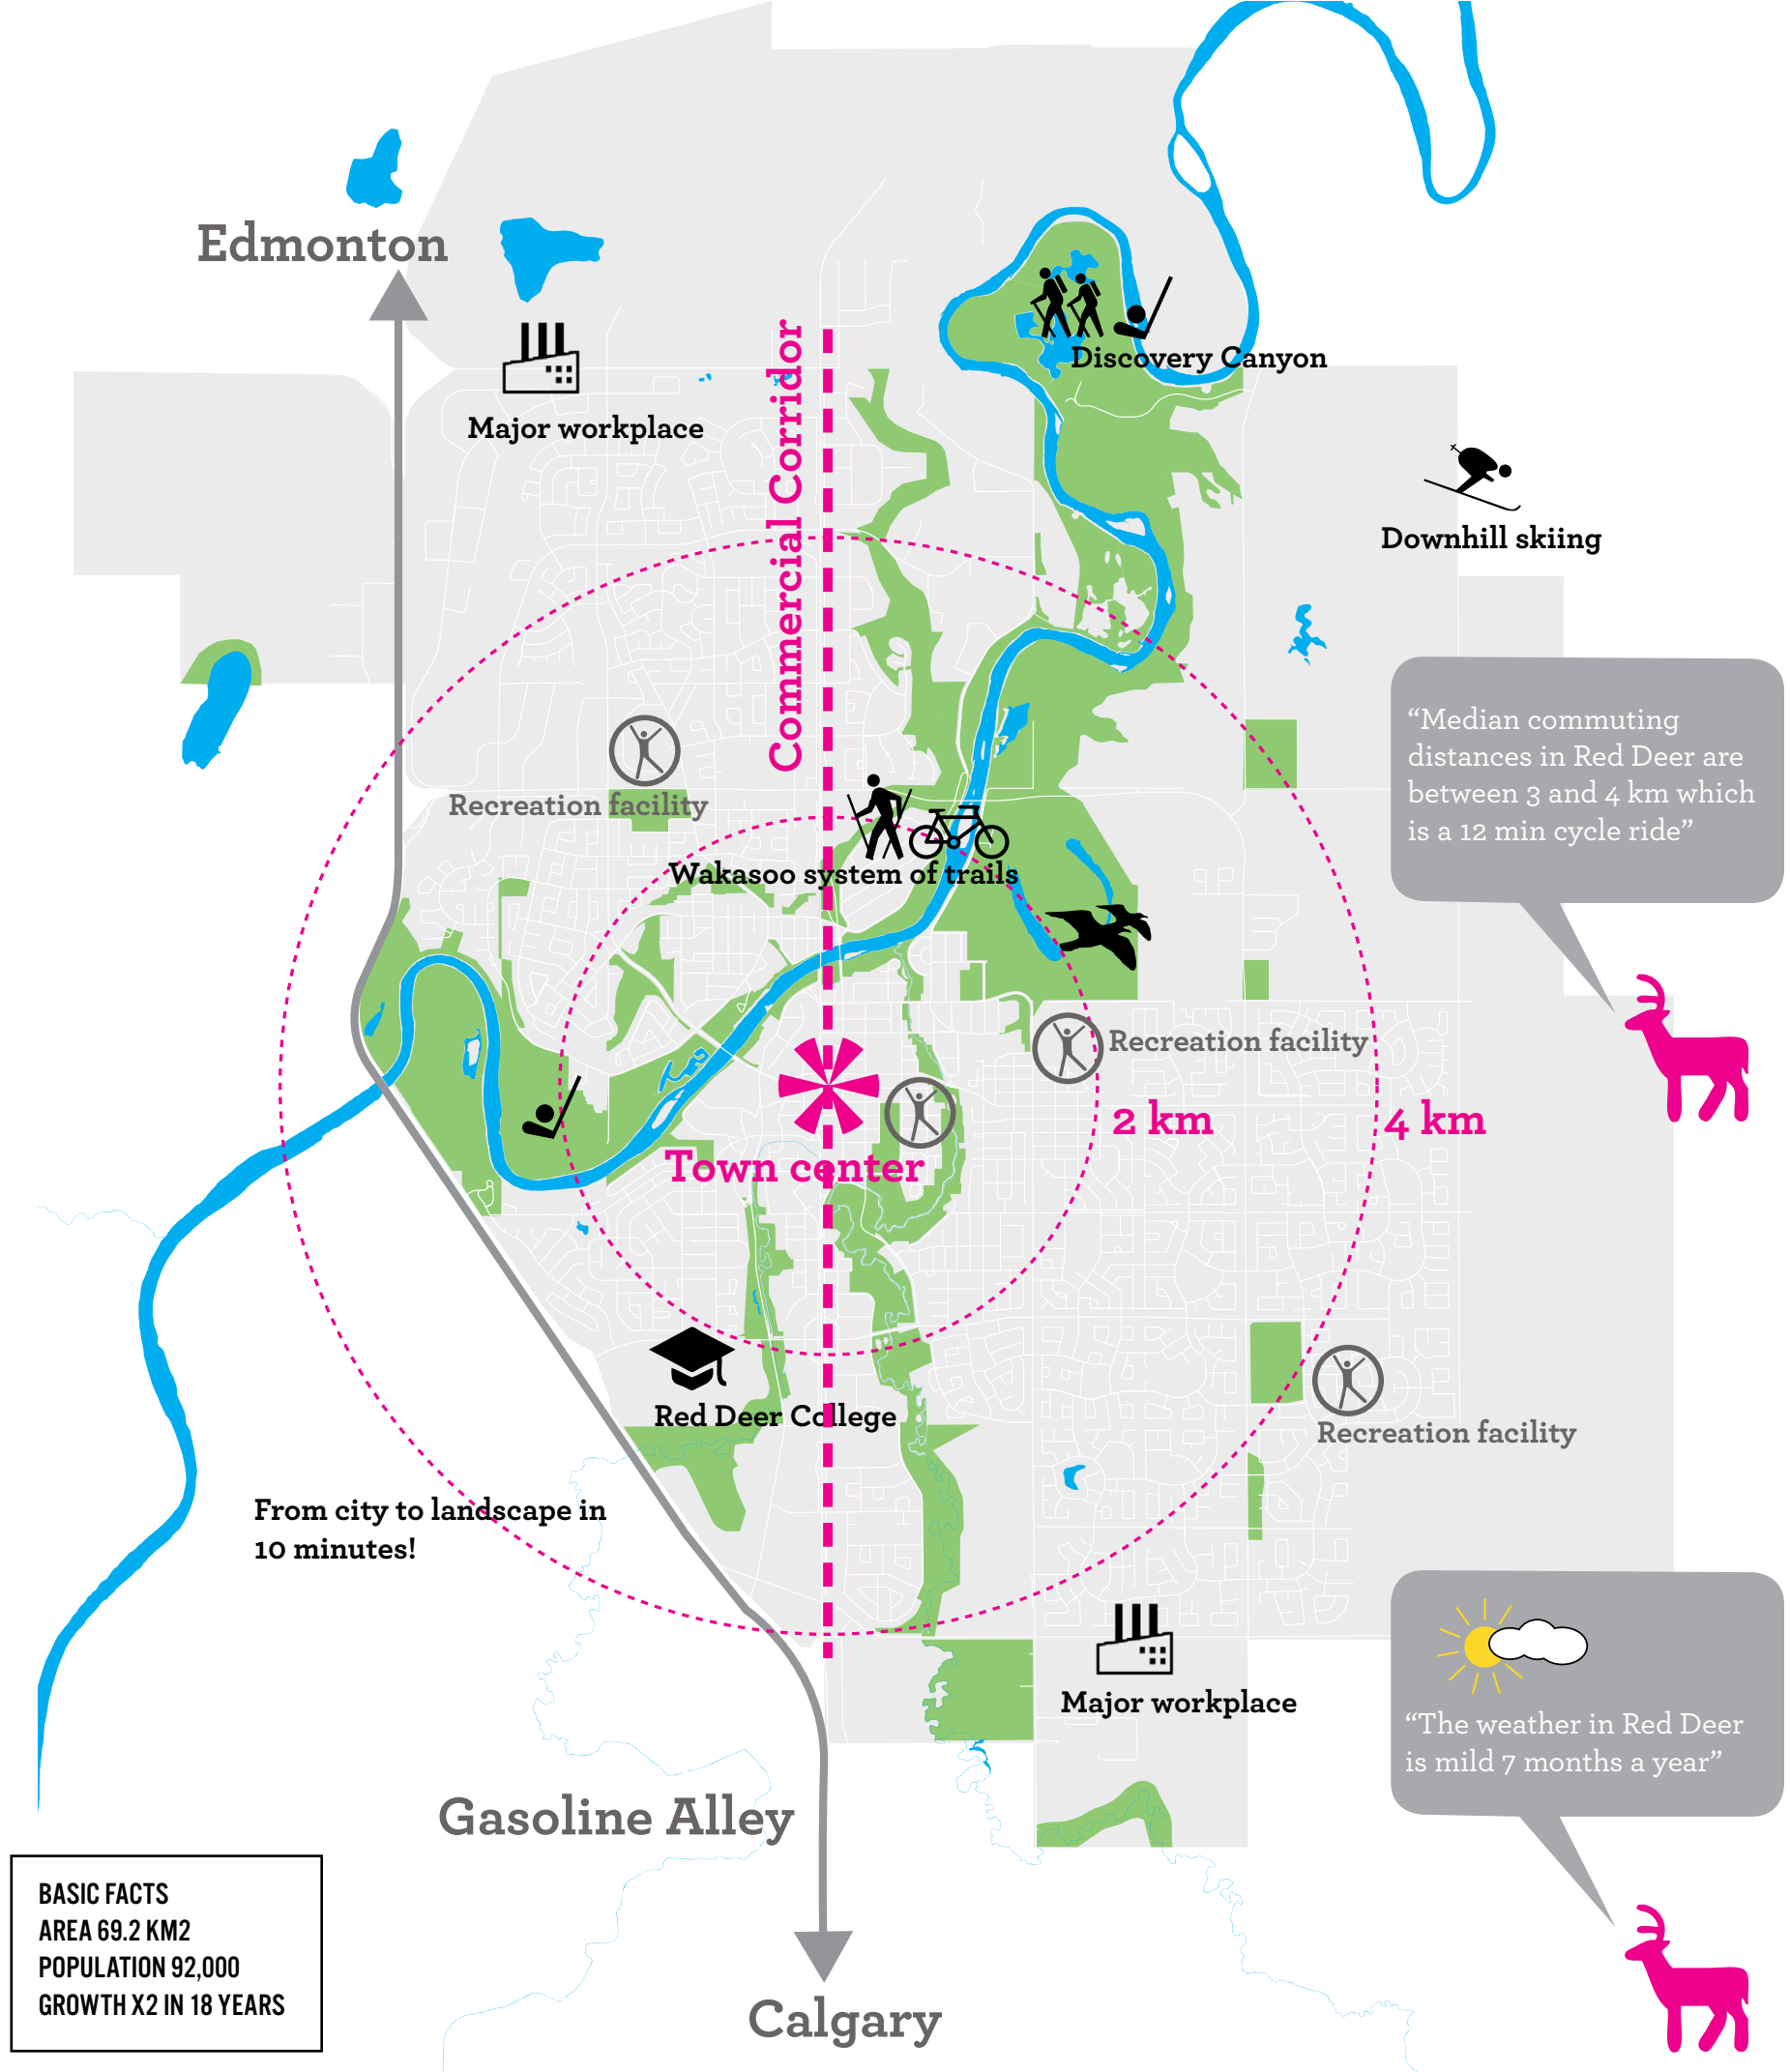 Edmonton
Commercial Corridor
Discovery Canyon
Major workplace
Downhill skiing
“Median commuting
distances in Red Deer are
between 3 and 4 km which
is a 12 min cycle ride”
Recreation facility
Wakasoo system of trails
Recreation facility
2 km
4 km
Town center
Red Deer College
Recreation facility
From city to landscape in
10 minutes!
Major workplace
“The weather in Red Deer
is mild 7 months a year”
Gasoline Alley
BASIC FACTS
AREA 69.2 KM2
POPULATION 92,000
GROWTH X2 IN 18 YEARS
Calgary